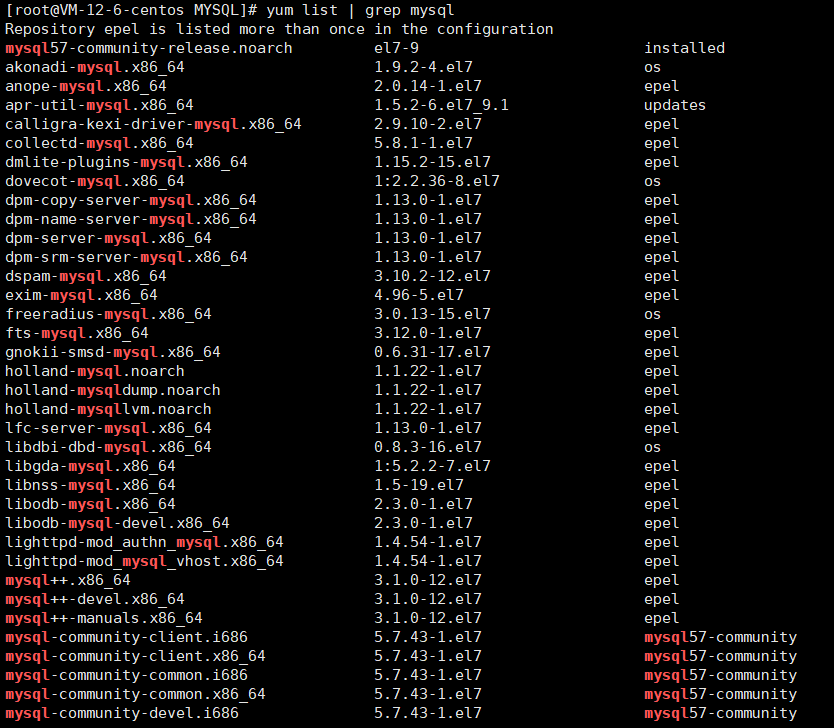 [root@VM-12-6-centos MYSQL]# yum list | grep mysql
Repository epel is listed more than once in the configuration
mysql57-community-release.noarch el7-9 installed
akonadi-mysql.x86_64 1.9.2-4.el7 os
anope-mysql.x86_64 2.0.14-1.el7 epel
apr-util-mysql.x86_64 1.5.2-6.el7_9.1 updates
calligra-kexi-driver-mysql.x86_64 2.9.10-2.el7 epel
collectd-mysql.x86_64 5.8.1-1.el7 epel
dmlite-plugins-mysql.x86_64 1.15.2-15.el7 epel
dovecot-mysql.x86_64 1:2.2.36-8.el7 os
dpm-copy-server-mysql.x86_64 1.13.0-1.el7 epel
dpm-name-server-mysql.x86_64 1.13.0-1.el7 epel
dpm-server-mysql.x86_64 1.13.0-1.el7 epel
dpm-srm-server-mysql.x86_64 1.13.0-1.el7 epel
dspam-mysql.x86_64 3.10.2-12.el7 epel
exim-mysql.x86_64 4.96-5.el7 epel
freeradius-mysql.x86_64 3.0.13-15.el7 os
fts-mysql.x86_64 3.12.0-1.el7 epel
gnokii-smsd-mysql.x86_64 0.6.31-17.el7 epel
holland-mysql.noarch 1.1.22-1.el7 epel
holland-mysqldump.noarch 1.1.22-1.el7 epel
holland-mysqllvm.noarch 1.1.22-1.el7 epel
lfc-server-mysql.x86_64 1.13.0-1.el7 epel
libdbi-dbd-mysql.x86_64 0.8.3-16.el7 os
libgda-mysql.x86_64 1:5.2.2-7.el7 epel
libnss-mysql.x86_64 1.5-19.el7 epel
libodb-mysql.x86_64 2.3.0-1.el7 epel
libodb-mysql-devel.x86_64 2.3.0-1.el7 epel
lighttpd-mod_authn_mysql.x86_64 1.4.54-1.el7 epel
lighttpd-mod_mysql_vhost.x86_64 1.4.54-1.el7 epel
mysql++.x86_64 3.1.0-12.el7 epel
mysql++-devel.x86_64 3.1.0-12.el7 epel
mysql++-manuals.x86_64 3.1.0-12.el7 epel
mysql-community-client.i686 5.7.43-1.el7 mysql57-community
mysql-community-client.x86_64 5.7.43-1.el7 mysql57-community
mysql-community-common.i686 5.7.43-1.el7 mysql57-community
mysql-community-common.x86_64 5.7.43-1.el7 mysql57-community
mysql-community-devel.i686 5.7.43-1.el7 mysql57-community